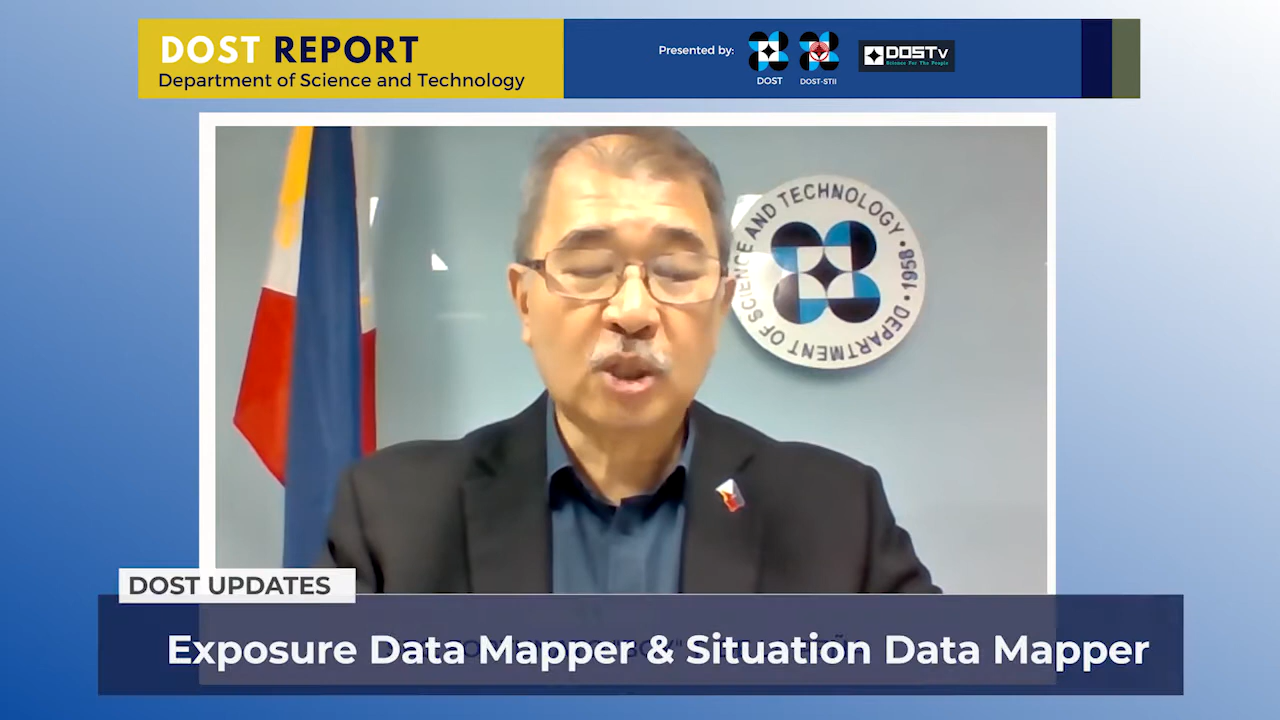 DOST REPORT
Department of Science and Technology
Presented by:
DOST
DOST-STII
DOSTv
Science For The People
DEPARTMENT OF SCIENCE AND TECHNOLOGY • 1958 •
DOST UPDATES
Exposure Data Mapper & Situation Data Mapper